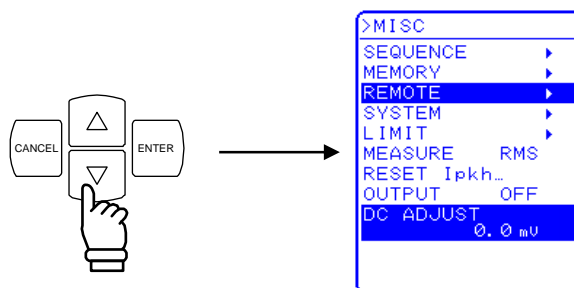 CANCEL
ENTER
>MISC
SEQUENCE
MEMORY
REMOTE
SYSTEM
LIMIT
MEASURE RMS
RESET Ipkh…
OUTPUT OFF
DC ADJUST
0.0 mV